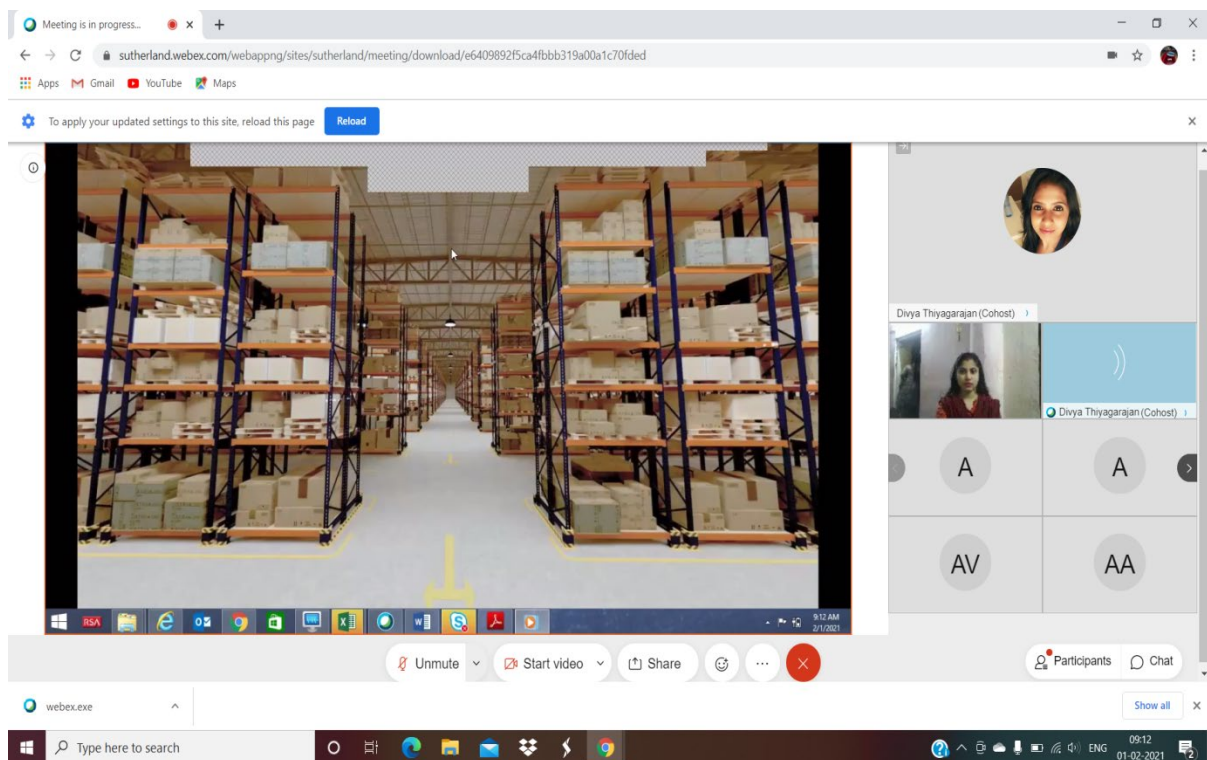 Meeting is in progress...
sutherland.webex.com/webappng/sites/sutherland/meeting/download/e6409892f5ca4fbbb319a00a1c70fded
Apps Gmail YouTube Maps
To apply your updated settings to this site, reload this page Reload
Divya Thiyagarajan (Cohost)
Divya Thiyagarajan (Cohost)
A A
AV AA
RSA
9:12 AM
2/1/2021
Unmute Start video Share Participants Chat
webex.exe Show all
Type here to search ENG 09:12
01-02-2021
2